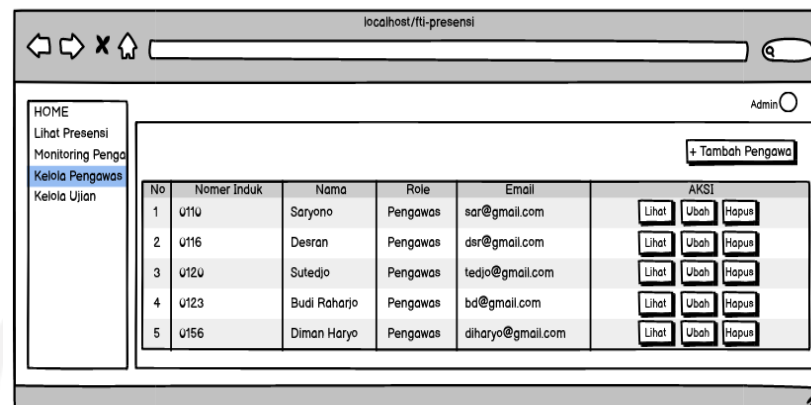 localhost/fti-presensi
Admin
HOME
Lihat Presensi
Monitoring Penga
Kelola Pengawas
Kelola Ujian
+ Tambah Pengawa
No Nomer Induk Nama Role Email AKSI
1 0110 Saryono Pengawas sar@gmail.com Lihat Ubah Hapus
2 0116 Desran Pengawas dsr@gmail.com Lihat Ubah Hapus
3 0120 Sutedjo Pengawas tedjo@gmail.com Lihat Ubah Hapus
4 0123 Budi Raharjo Pengawas bd@gmail.com Lihat Ubah Hapus
5 0156 Diman Haryo Pengawas diharyo@gmail.com Lihat Ubah Hapus